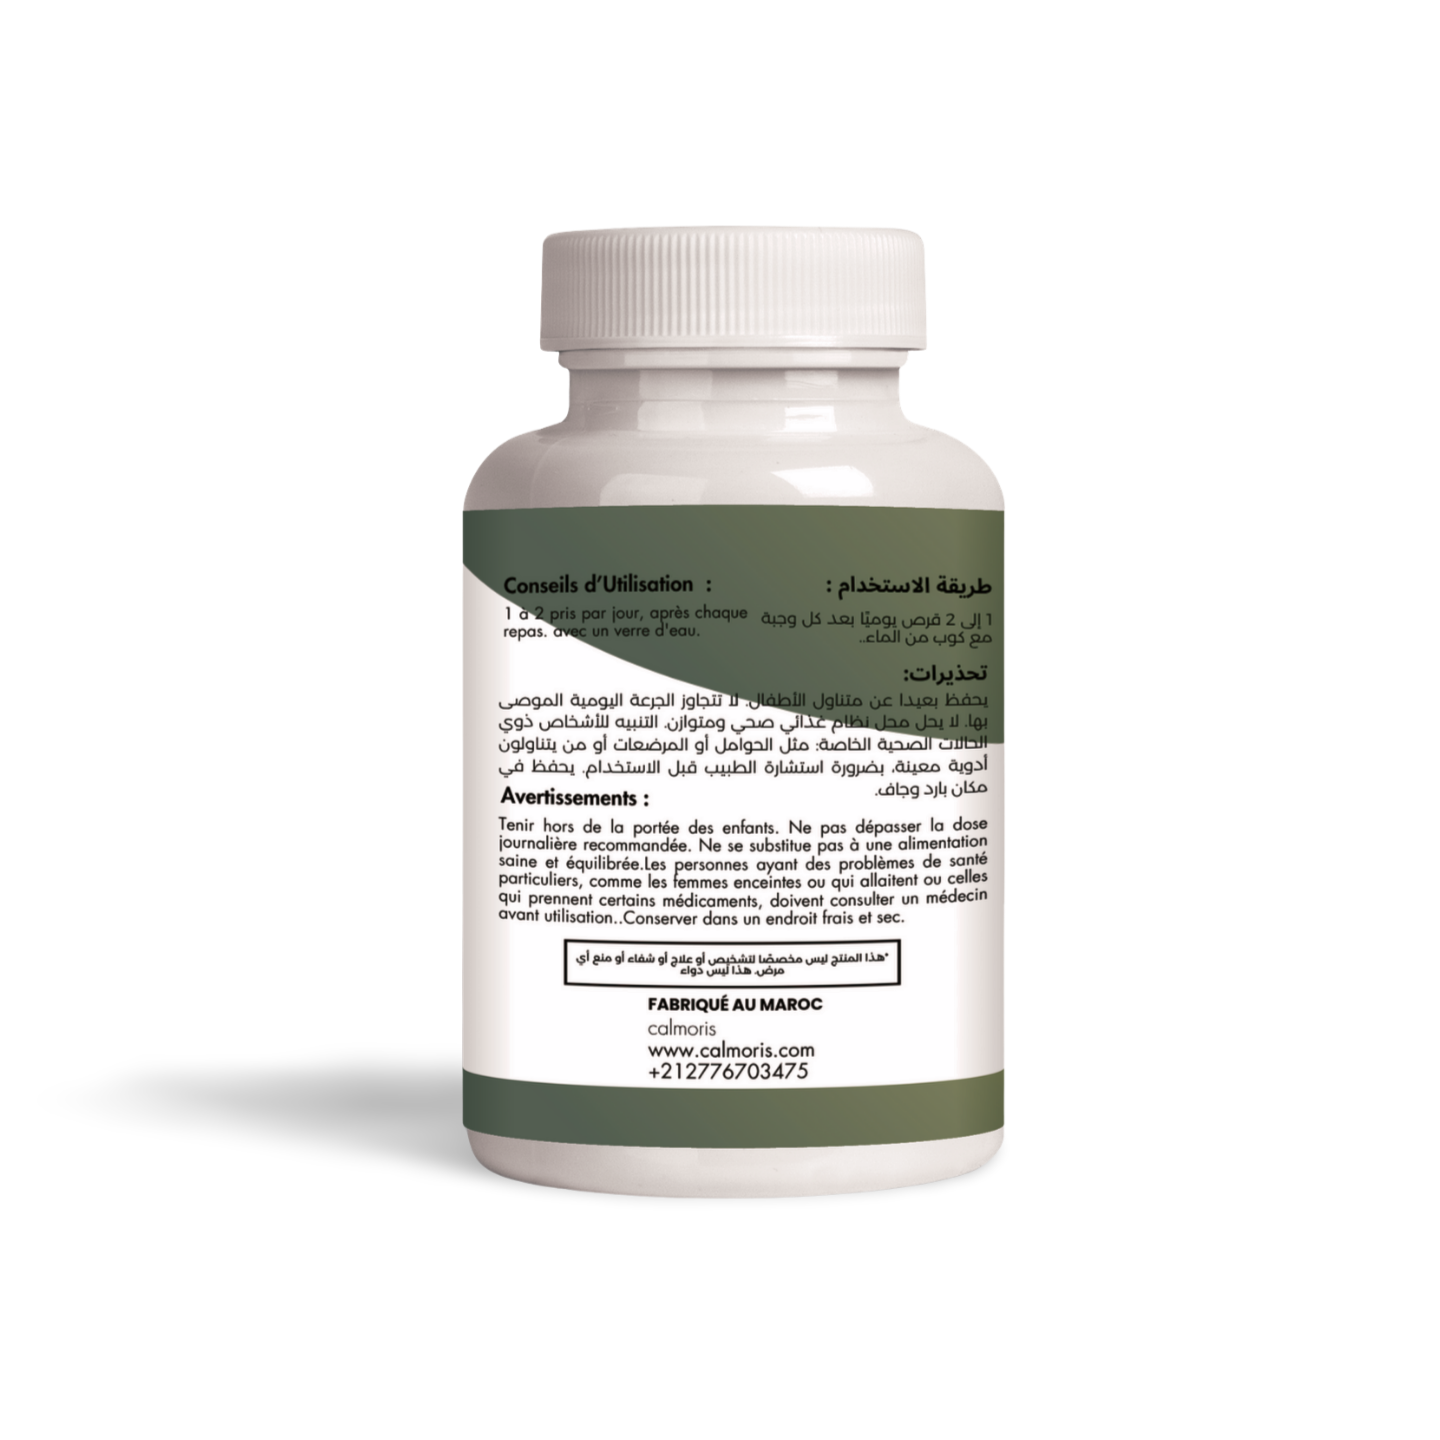 Conseils d'Utilisation :
1 à 2 pris par jour, après chaque
repas. avec un verre d'eau.
طريقة الاستخدام :
1 إلى 2 قرص يوميًا بعد كل وجبة
مع كوب من الماء..
تحذيرات:
يحفظ بعيدا عن متناول الأطفال. لا تتجاوز الجرعة اليومية الموصى
بها. لا يحل محل نظام غذائي صحي ومتوازن. التنبيه للأشخاص ذوي
الحالات الصحية الخاصة: مثل الحوامل أو المرضعات أو من يتناولون
أدوية معينة، بضرورة استشارة الطبيب قبل الاستخدام. يحفظ في
مكان بارد وجاف.
Avertissements :
Tenir hors de la portée des enfants. Ne pas dépasser la dose
journalière recommandée. Ne se substitue pas à une alimentation
saine et équilibrée.Les personnes ayant des problèmes de santé
particuliers, comme les femmes enceintes ou qui allaitent ou celles
qui prennent certains médicaments, doivent consulter un médecin
avant utilisation..Conserver dans un endroit frais et sec.
*هذا المنتج ليس مخصصًا لتشخيص أو علاج أو شفاء أو منع أي
مرض. هذا ليس دواء
FABRIQUÉ AU MAROC
calmoris
www.calmoris.com
+212776703475